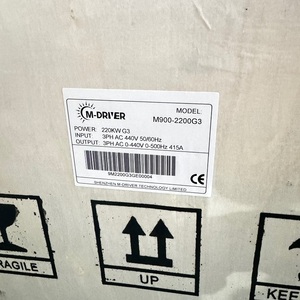 M-DRIVER
MODEL:
M900-2200G3
POWER: 220KW G3
INPUT: 3PH AC 440V 50/60Hz
OUTPUT: 3PH AC 0-440V 0-500Hz 415A
CE
SHENZHEN M-DRIVER TECHNOLOGY LIMITED
FRAGILE
UP
KEE